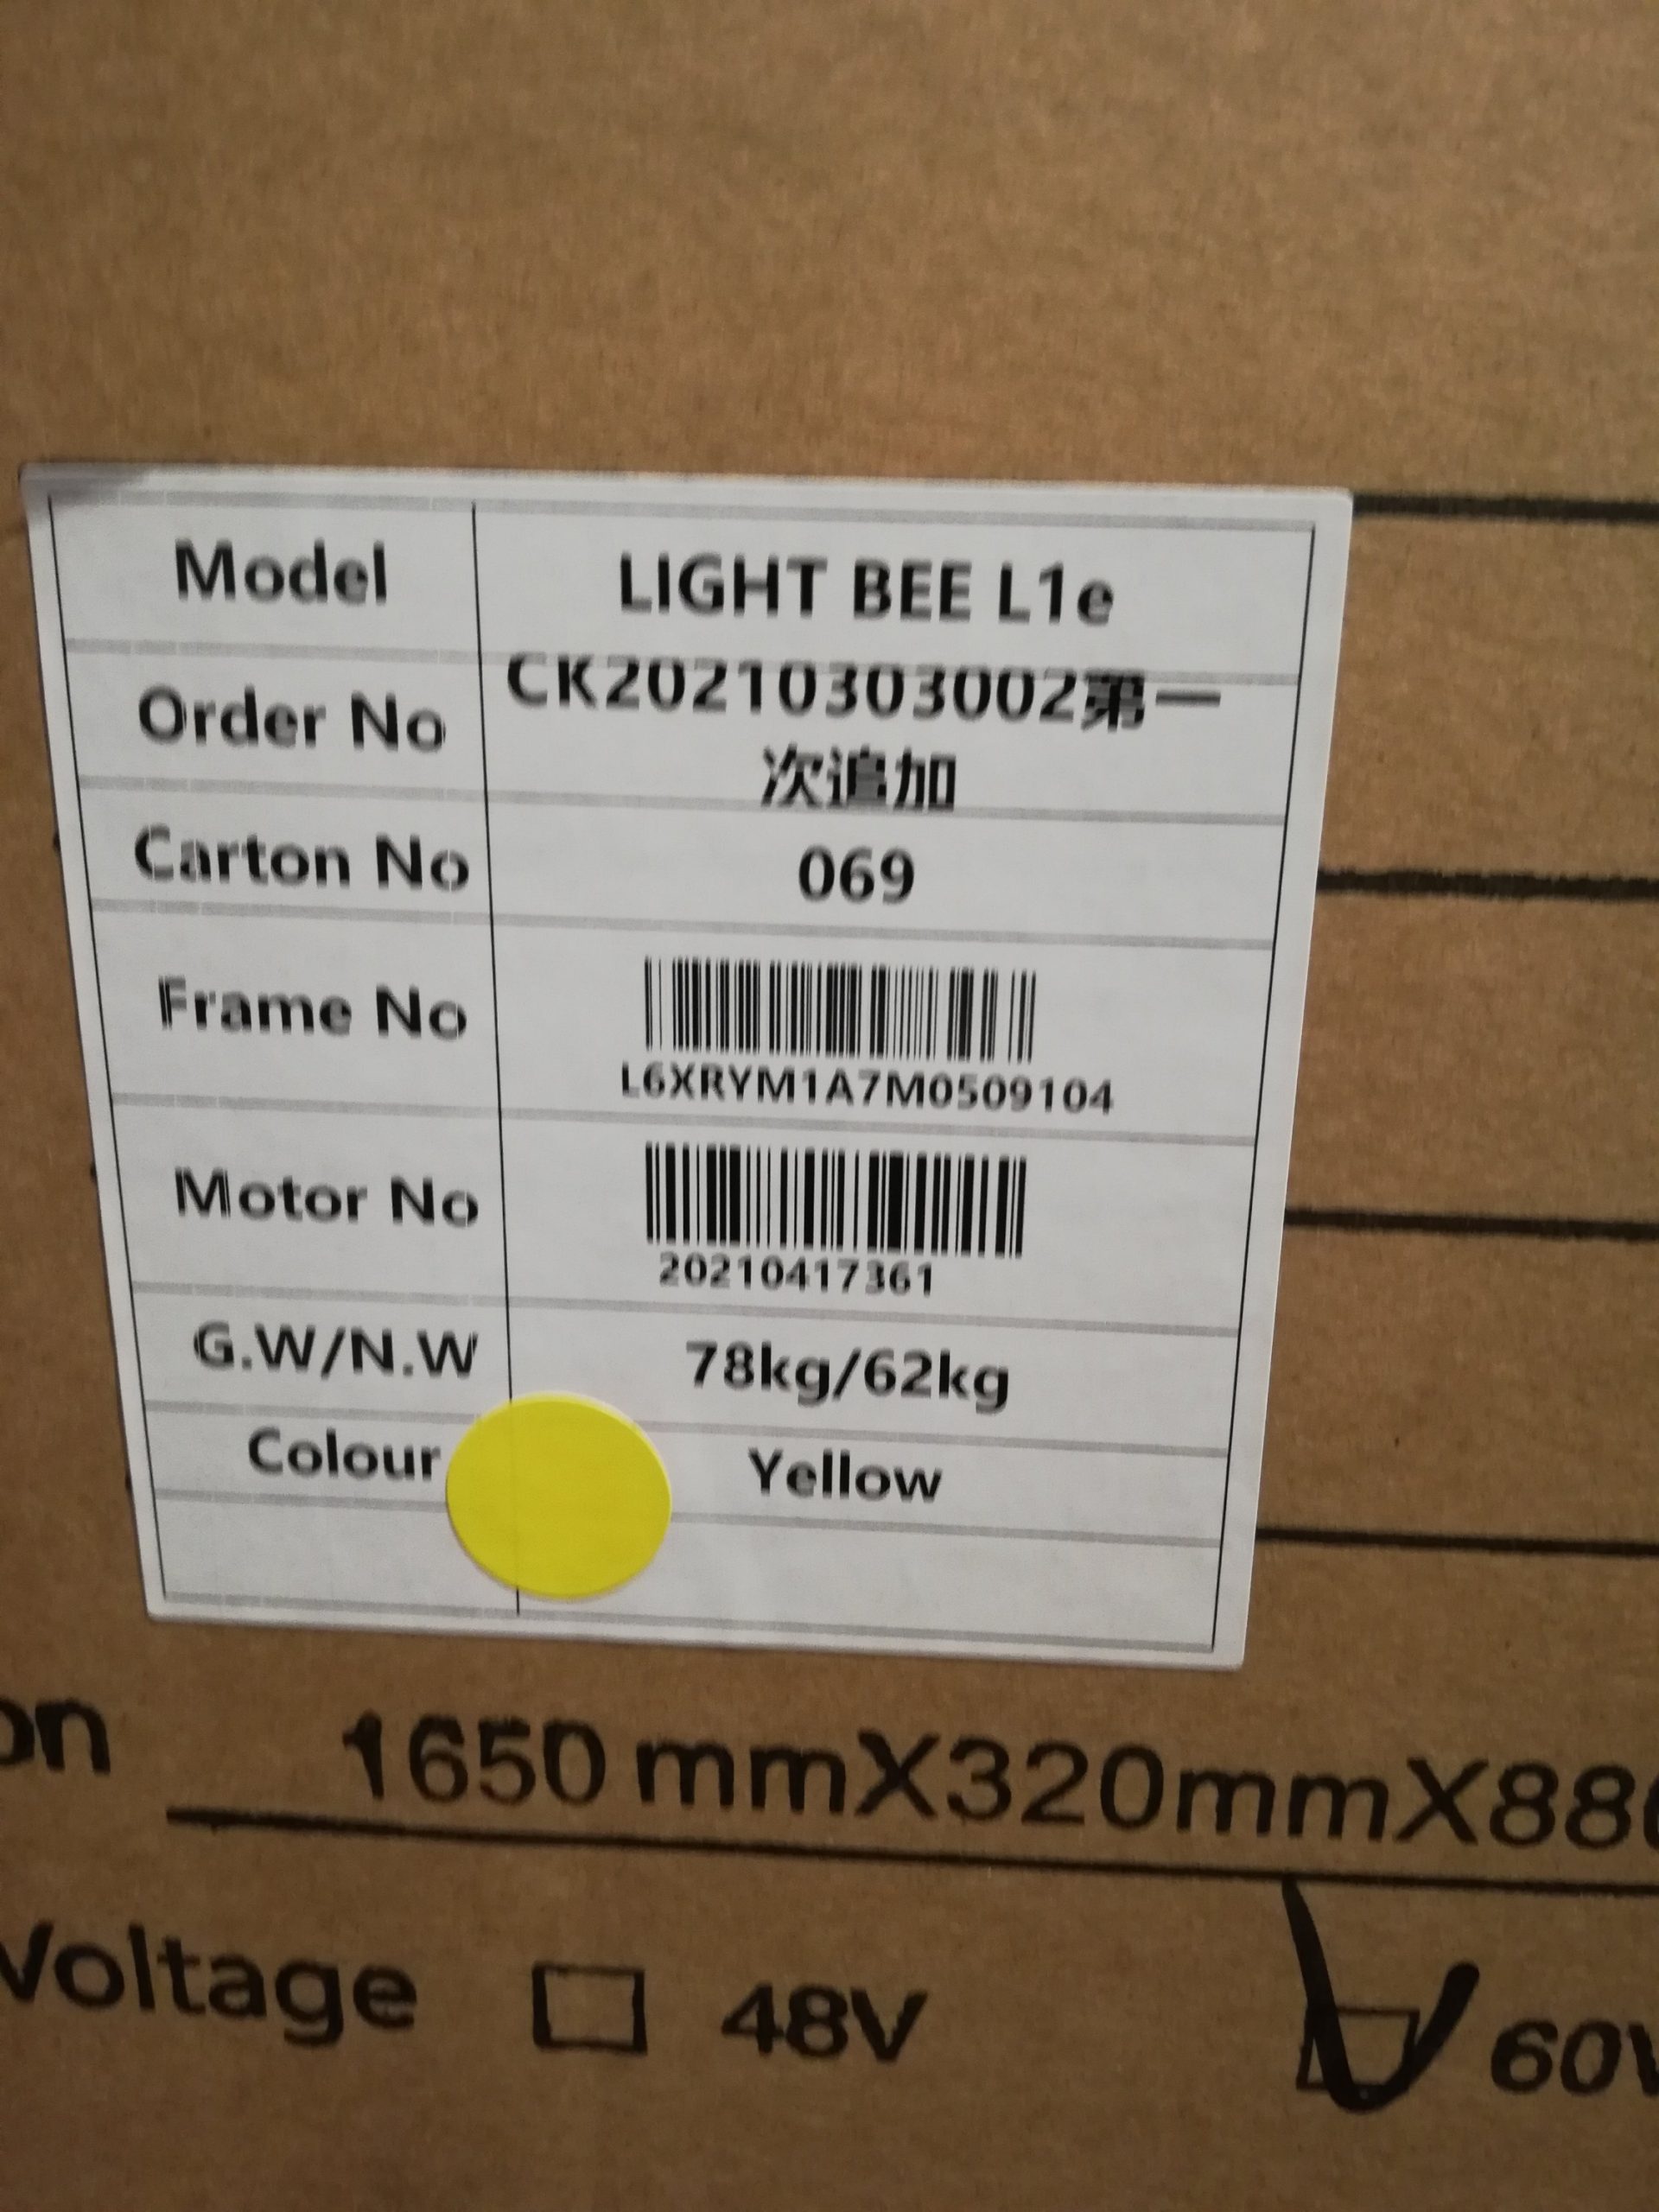 Model LIGHT BEE L1e
Order No CK20210303002第一
次追加
Carton No 069
Frame No
L6XRYM1A7M0509104
Motor No
20210417361
G.W/N.W 78kg/62kg
Colour Yellow
on 1650mmX320mmX88
Voltage 48V 60V